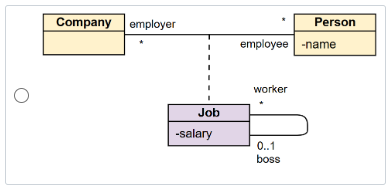 Company
employer
*
*
Person
employee
-name
worker
*
Job
-salary
0..1
boss